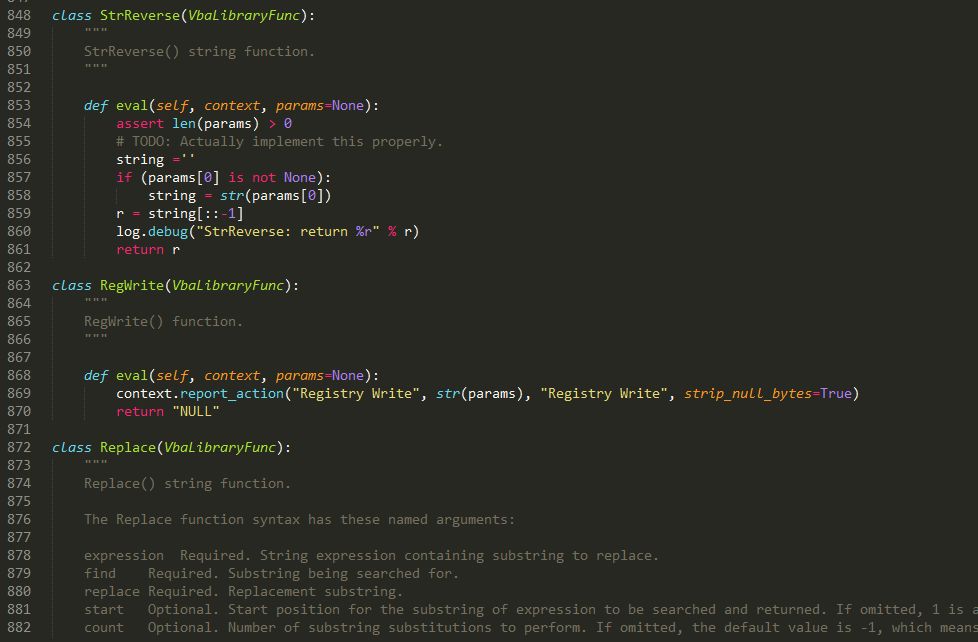 848 class StrReverse(VbaLibraryFunc):
849     """
850     StrReverse() string function.
851     """
852
853     def eval(self, context, params=None):
854         assert len(params) > 0
855         # TODO: Actually implement this properly.
856         string =''
857         if (params[0] is not None):
858             string = str(params[0])
859         r = string[::-1]
860         log.debug("StrReverse: return %r" % r)
861         return r
862
863 class RegWrite(VbaLibraryFunc):
864     """
865     RegWrite() function.
866     """
867
868     def eval(self, context, params=None):
869         context.report_action("Registry Write", str(params), "Registry Write", strip_null_bytes=True)
870         return "NULL"
871
872 class Replace(VbaLibraryFunc):
873     """
874     Replace() string function.
875
876     The Replace function syntax has these named arguments:
877
878     expression  Required. String expression containing substring to replace.
879     find    Required. Substring being searched for.
880     replace Required. Replacement substring.
881     start   Optional. Start position for the substring of expression to be searched and returned. If omitted, 1 is a
882     count   Optional. Number of substring substitutions to perform. If omitted, the default value is -1, which means